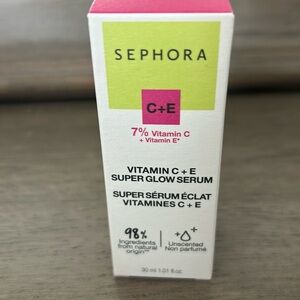 SEPHORA
C+E
7% Vitamin C
+ Vitamin E*
VITAMIN C + E
SUPER GLOW SERUM
SUPER SÉRUM ÉCLAT
VITAMINES C + E
98%
Ingredients
from natural
origin**
Unscented
Non parfumé
30 ml 1.01 fl.oz.